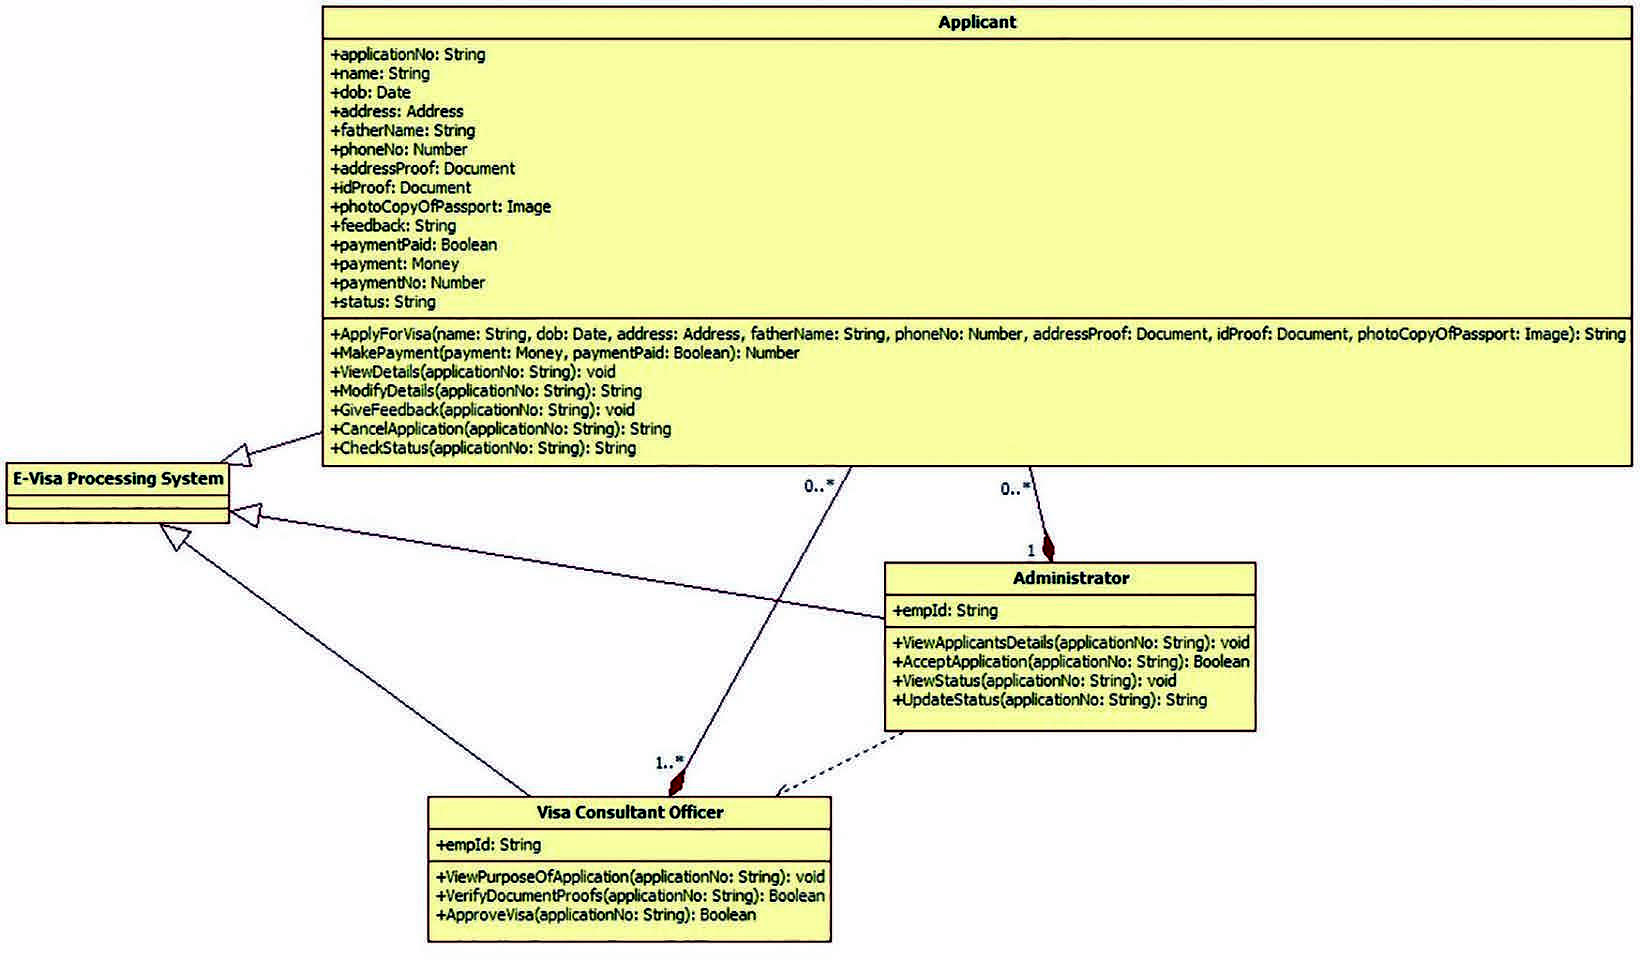 Applicant
+applicationNo: String
+name: String
+dob: Date
+address: Address
+fatherName: String
+phoneNo: Number
+addressProof: Document
+idProof: Document
+photoCopyOfPassport: Image
+feedback: String
+paymentPaid: Boolean
+payment: Money
+paymentNo: Number
+status: String
+ApplyForVisa(name: String, dob: Date, address: Address, fatherName: String, phoneNo: Number, addressProof: Document, idProof: Document, photoCopyOfPassport: Image): String
+MakePayment(payment: Money, paymentPaid: Boolean): Number
+ViewDetails(applicationNo: String): void
+ModifyDetails(applicationNo: String): String
+GiveFeedback(applicationNo: String): void
+CancelApplication(applicationNo: String): String
+CheckStatus(applicationNo: String): String
E-Visa Processing System
0..*
0..*
1
Administrator
+empId: String
+ViewApplicantsDetails(applicationNo: String): void
+AcceptApplication(applicationNo: String): Boolean
+ViewStatus(applicationNo: String): void
+UpdateStatus(applicationNo: String): String
1..*
Visa Consultant Officer
+empId: String
+ViewPurposeOfApplication(applicationNo: String): void
+VerifyDocumentProofs(applicationNo: String): Boolean
+ApproveVisa(applicationNo: String): Boolean